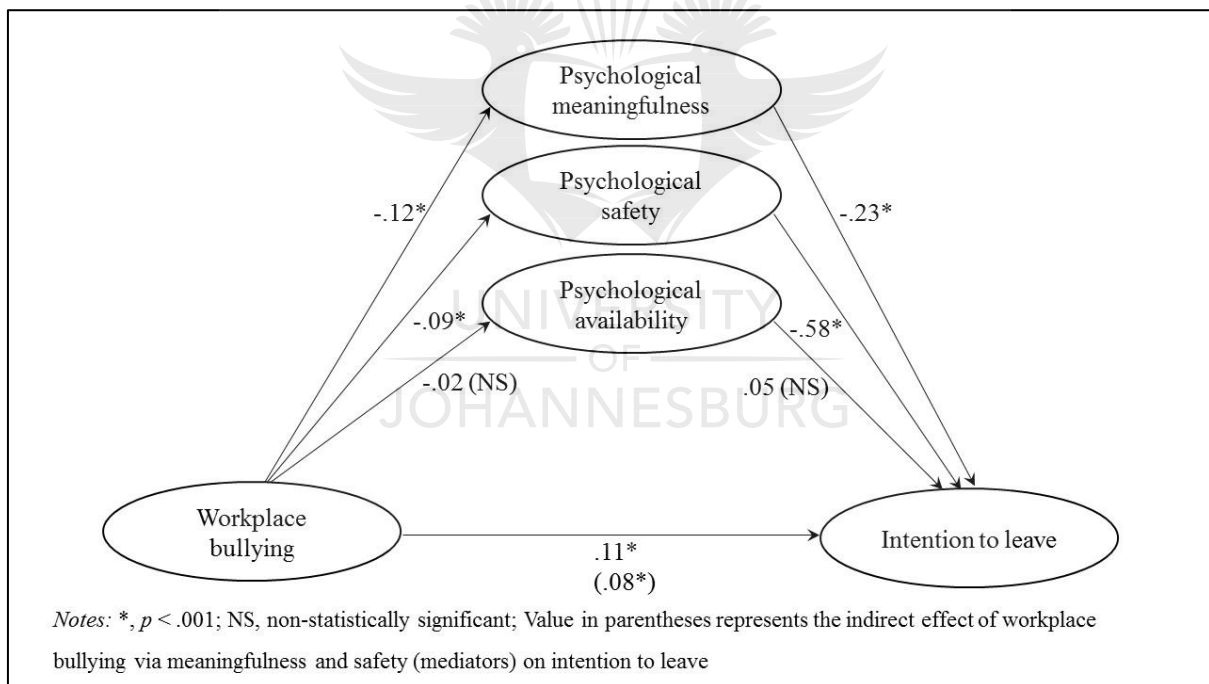 Psychological
meaningfulness
Psychological
safety
-.12*
-.23*
Psychological
availability
UNIVERSITY
-.09*
-.58*
OF
-.02 (NS)
.05 (NS)
JOHANNESBURG
Workplace
bullying
Intention to leave
.11*
(.08*)
Notes: *, p < .001; NS, non-statistically significant; Value in parentheses represents the indirect effect of workplace
bullying via meaningfulness and safety (mediators) on intention to leave